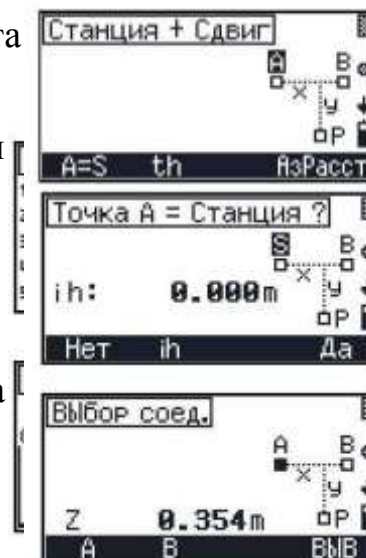 Станция + Сдвиг
A B
x
y
P
A=S th АзРасст
Точка A = Станция ?
S B
x
y
ih: 0.000m
P
Нет ih Да
Выбор соед.
A B
x
y
Z 0.354m P
A B ВЫВ